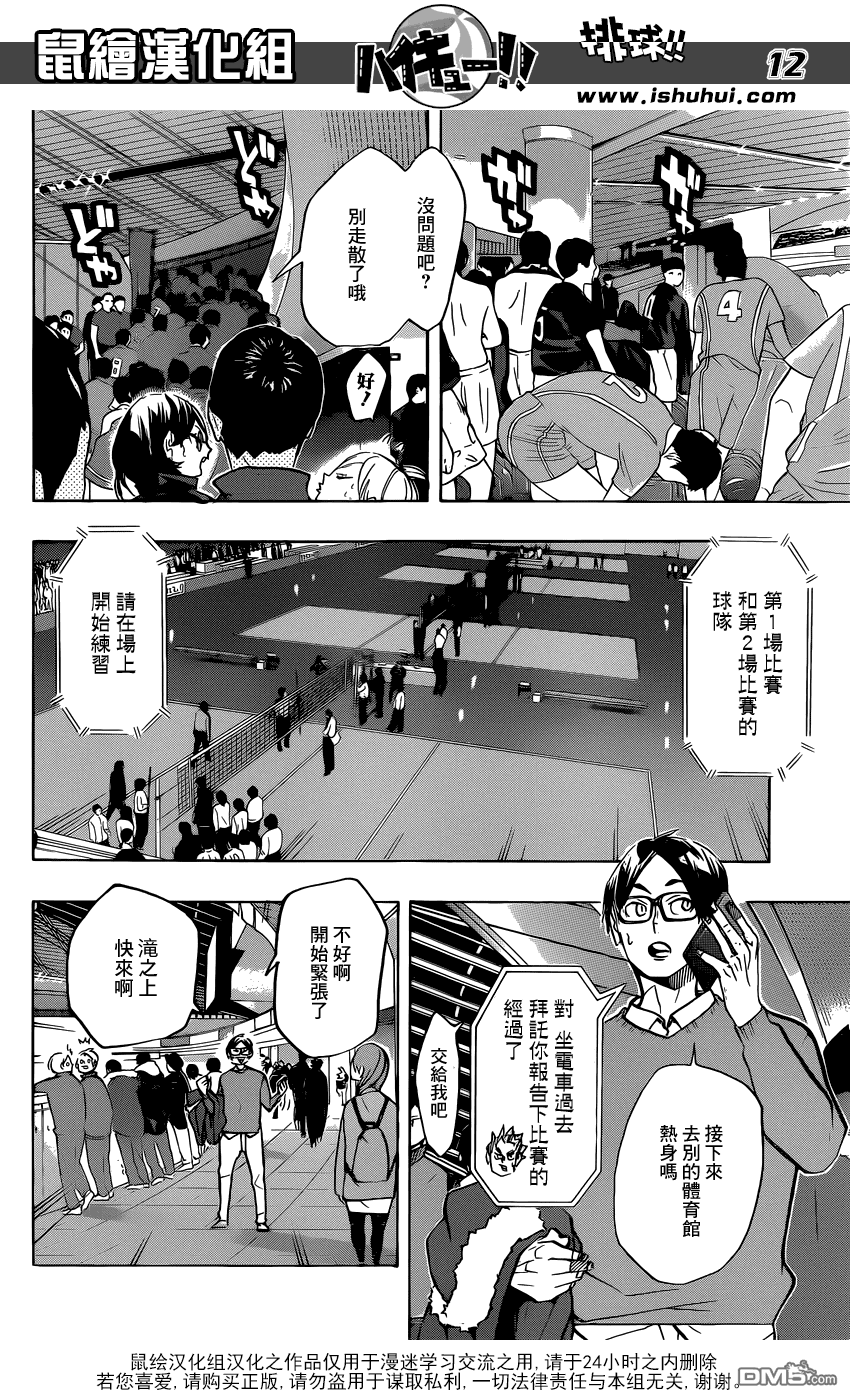 鼠繪漢化組
ハイキュー!!
排球!!
12
www.ishuhui.com
ザワ
ザワ
4
2
沒問題吧?
別走散了哦
好!
ざわ
ざわ
第1場比賽
和第2場比賽的
球隊
請在場上
開始練習
接下來
去別的體育館
熱身嗎
對 坐電車過去
拜託你報告下比賽的
經過了
交給我吧
不好啊
開始緊張了
滝之上
快來啊
鼠绘汉化组汉化之作品仅用于漫迷学习交流之用, 请于24小时之内删除
若您喜爱, 请购买正版, 请勿盗用于谋取私利, 一切法律责任与本组无关, 谢谢。
DM5.com